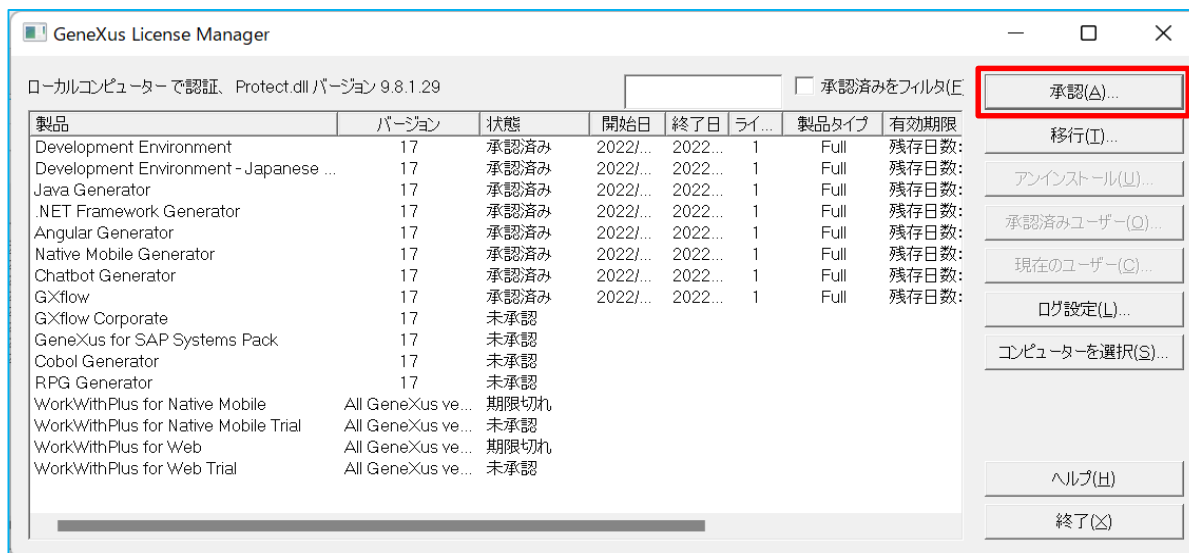 GeneXus License Manager
ローカルコンピューター で認証、 Protect.dll バージョン 9.8.1.29 承認済みをフィルタ(F
製品 バージョン 状態 開始日 終了日 ライ... 製品タイプ 有効期限
Development Environment 17 承認済み 2022/... 2022... 1 Full 残存日数:
Development Environment - Japanese ... 17 承認済み 2022/... 2022... 1 Full 残存日数:
Java Generator 17 承認済み 2022/... 2022... 1 Full 残存日数:
.NET Framework Generator 17 承認済み 2022/... 2022... 1 Full 残存日数:
Angular Generator 17 承認済み 2022/... 2022... 1 Full 残存日数:
Native Mobile Generator 17 承認済み 2022/... 2022... 1 Full 残存日数:
Chatbot Generator 17 承認済み 2022/... 2022... 1 Full 残存日数:
GXflow 17 承認済み 2022/... 2022... 1 Full 残存日数:
GXflow Corporate 17 未承認
GeneXus for SAP Systems Pack 17 未承認
Cobol Generator 17 未承認
RPG Generator 17 未承認
WorkWithPlus for Native Mobile All GeneXus ve... 期限切れ
WorkWithPlus for Native Mobile Trial All GeneXus ve... 未承認
WorkWithPlus for Web All GeneXus ve... 期限切れ
WorkWithPlus for Web Trial All GeneXus ve... 未承認
承認(A)...
移行(T)...
アンインストール(U)...
承認済みユーザー(O)...
現在のユーザー(C)...
ログ設定(L)...
コンピューターを選択(S)...
ヘルプ(H)
終了(X)